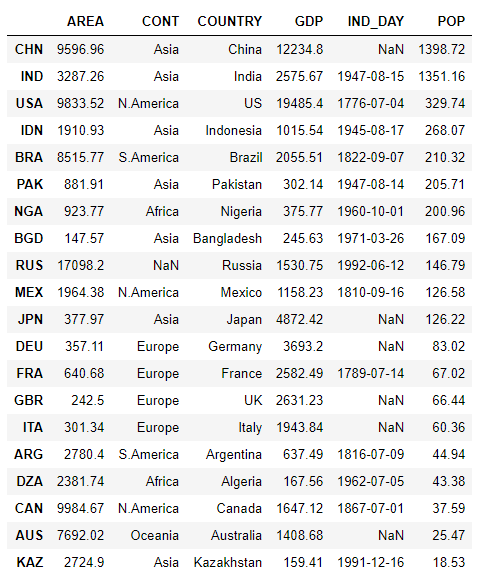 AREA CONT COUNTRY GDP IND_DAY POP
CHN 9596.96 Asia China 12234.8 NaN 1398.72
IND 3287.26 Asia India 2575.67 1947-08-15 1351.16
USA 9833.52 N.America US 19485.4 1776-07-04 329.74
IDN 1910.93 Asia Indonesia 1015.54 1945-08-17 268.07
BRA 8515.77 S.America Brazil 2055.51 1822-09-07 210.32
PAK 881.91 Asia Pakistan 302.14 1947-08-14 205.71
NGA 923.77 Africa Nigeria 375.77 1960-10-01 200.96
BGD 147.57 Asia Bangladesh 245.63 1971-03-26 167.09
RUS 17098.2 NaN Russia 1530.75 1992-06-12 146.79
MEX 1964.38 N.America Mexico 1158.23 1810-09-16 126.58
JPN 377.97 Asia Japan 4872.42 NaN 126.22
DEU 357.11 Europe Germany 3693.2 NaN 83.02
FRA 640.68 Europe France 2582.49 1789-07-14 67.02
GBR 242.5 Europe UK 2631.23 NaN 66.44
ITA 301.34 Europe Italy 1943.84 NaN 60.36
ARG 2780.4 S.America Argentina 637.49 1816-07-09 44.94
DZA 2381.74 Africa Algeria 167.56 1962-07-05 43.38
CAN 9984.67 N.America Canada 1647.12 1867-07-01 37.59
AUS 7692.02 Oceania Australia 1408.68 NaN 25.47
KAZ 2724.9 Asia Kazakhstan 159.41 1991-12-16 18.53